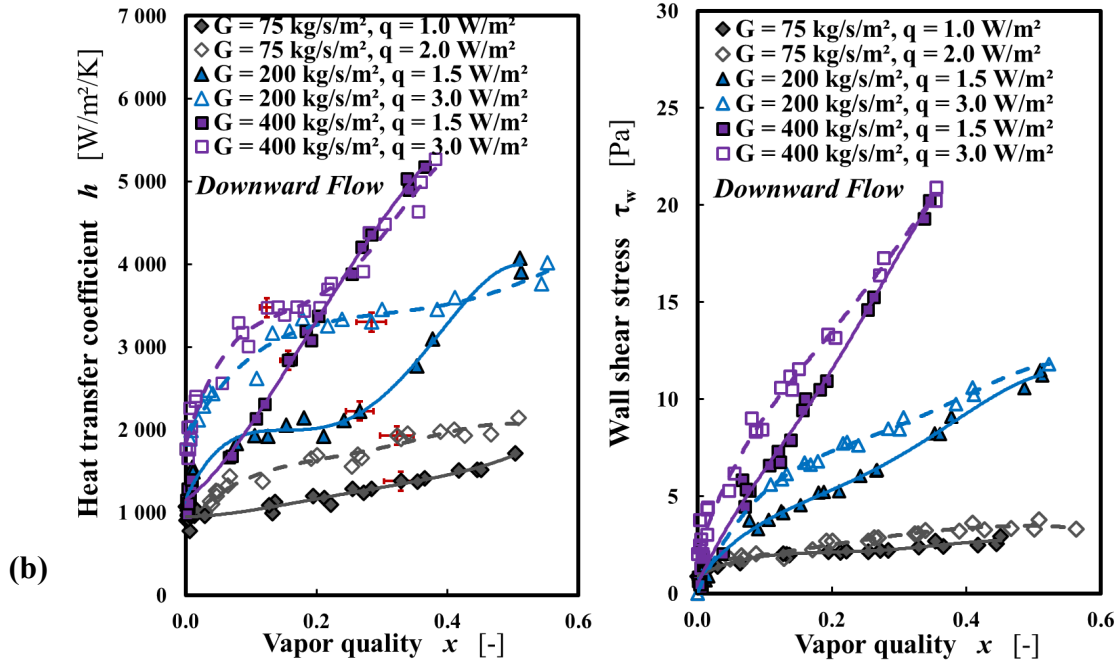 (b)
Heat transfer coefficient h [W/m²/K]
7 000
6 000
5 000
4 000
3 000
2 000
1 000
0
G = 75 kg/s/m², q = 1.0 W/m²
G = 75 kg/s/m², q = 2.0 W/m²
G = 200 kg/s/m², q = 1.5 W/m²
G = 200 kg/s/m², q = 3.0 W/m²
G = 400 kg/s/m², q = 1.5 W/m²
G = 400 kg/s/m², q = 3.0 W/m²
Downward Flow
0.0 0.2 0.4 0.6
Vapor quality x [-]
Wall shear stress τw [Pa]
30
25
20
15
10
5
0
G = 75 kg/s/m², q = 1.0 W/m²
G = 75 kg/s/m², q = 2.0 W/m²
G = 200 kg/s/m², q = 1.5 W/m²
G = 200 kg/s/m², q = 3.0 W/m²
G = 400 kg/s/m², q = 1.5 W/m²
G = 400 kg/s/m², q = 3.0 W/m²
Downward Flow
0.0 0.2 0.4 0.6
Vapor quality x [-]